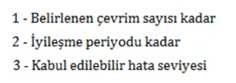 1 - Belirlenen çevrim sayısı kadar
2 - İyileşme periyodu kadar
3 - Kabul edilebilir hata seviyesi